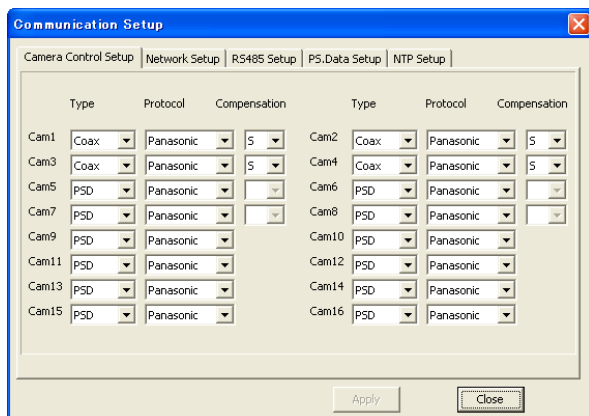 Communication Setup
Camera Control Setup Network Setup RS485 Setup PS.Data Setup NTP Setup
Type Protocol Compensation Type Protocol Compensation
Cam1 Coax Panasonic S Cam2 Coax Panasonic S
Cam3 Coax Panasonic S Cam4 Coax Panasonic S
Cam5 PSD Panasonic Cam6 PSD Panasonic
Cam7 PSD Panasonic Cam8 PSD Panasonic
Cam9 PSD Panasonic Cam10 PSD Panasonic
Cam11 PSD Panasonic Cam12 PSD Panasonic
Cam13 PSD Panasonic Cam14 PSD Panasonic
Cam15 PSD Panasonic Cam16 PSD Panasonic
Apply Close